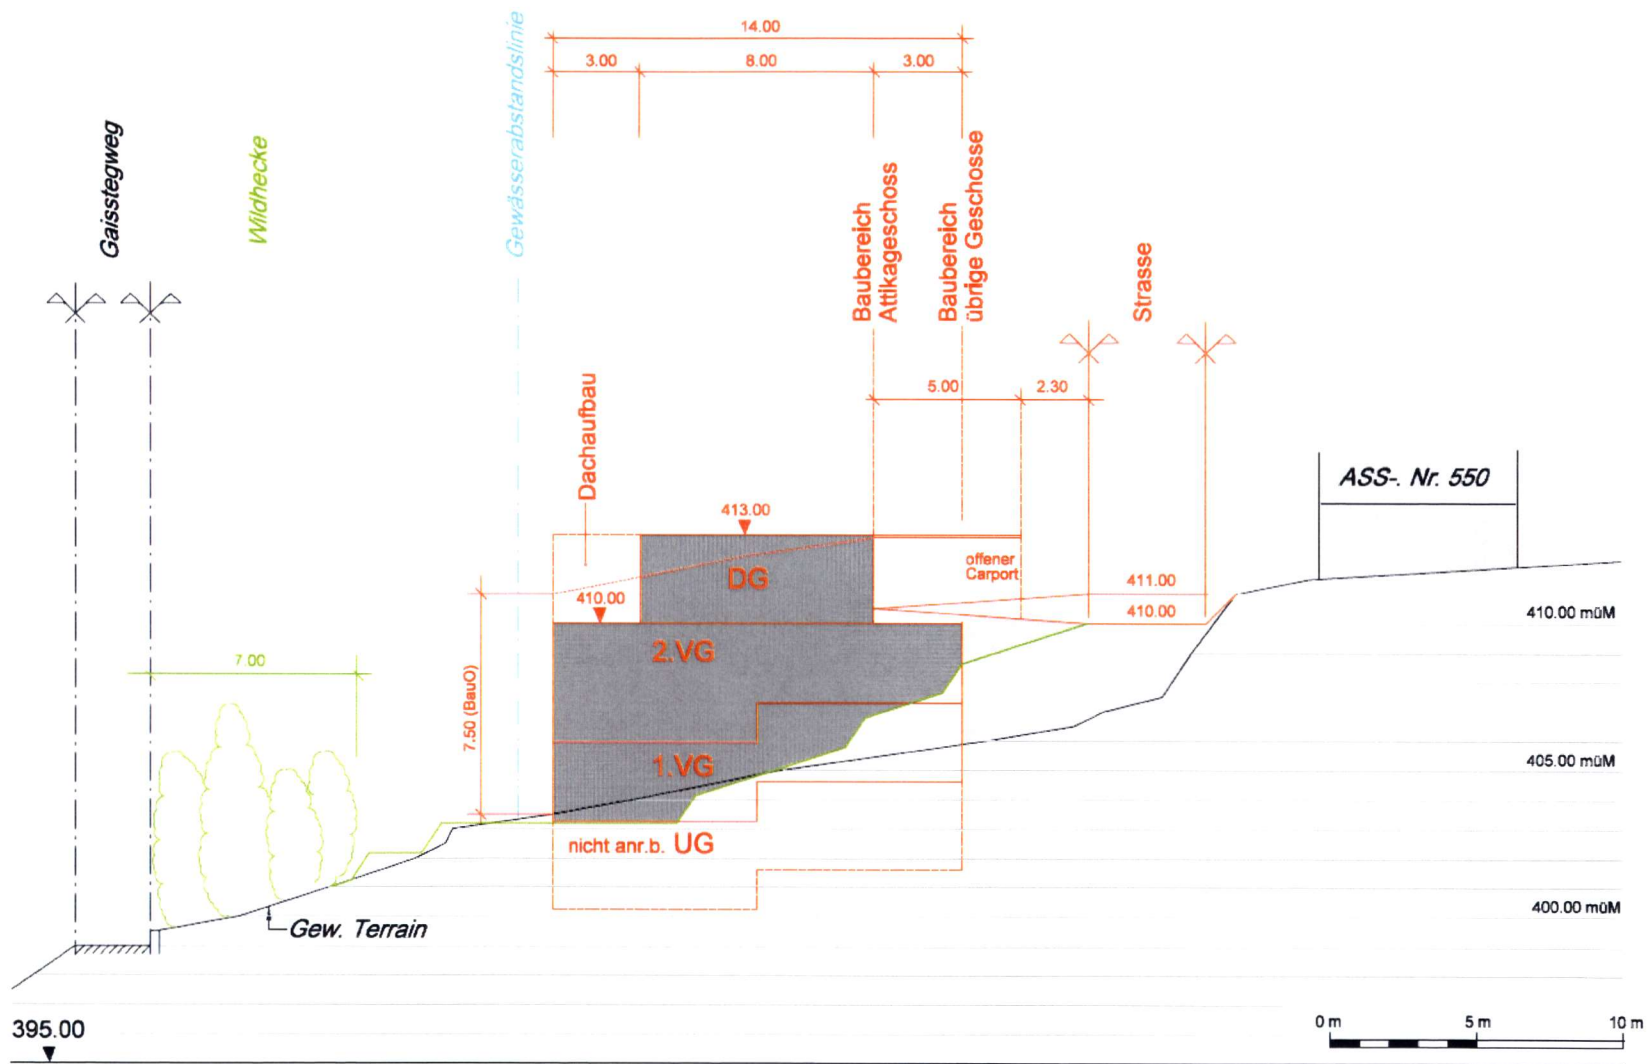 14.00
3.00
8.00
3.00
Gaisstegweg
Wildhecke
Gewässerabstandslinie
Baubereich
Attikageschoss
Baubereich
übrige Geschosse
Strasse
5.00
2.30
Dachaufbau
ASS-. Nr. 550
413.00
offener
Carport
DG
411.00
410.00
410.00
410.00 müM
2.VG
7.00
7.50 (BauO)
1.VG
405.00 müM
nicht anr.b. UG
400.00 müM
Gew. Terrain
395.00
0 m
5 m
10 m